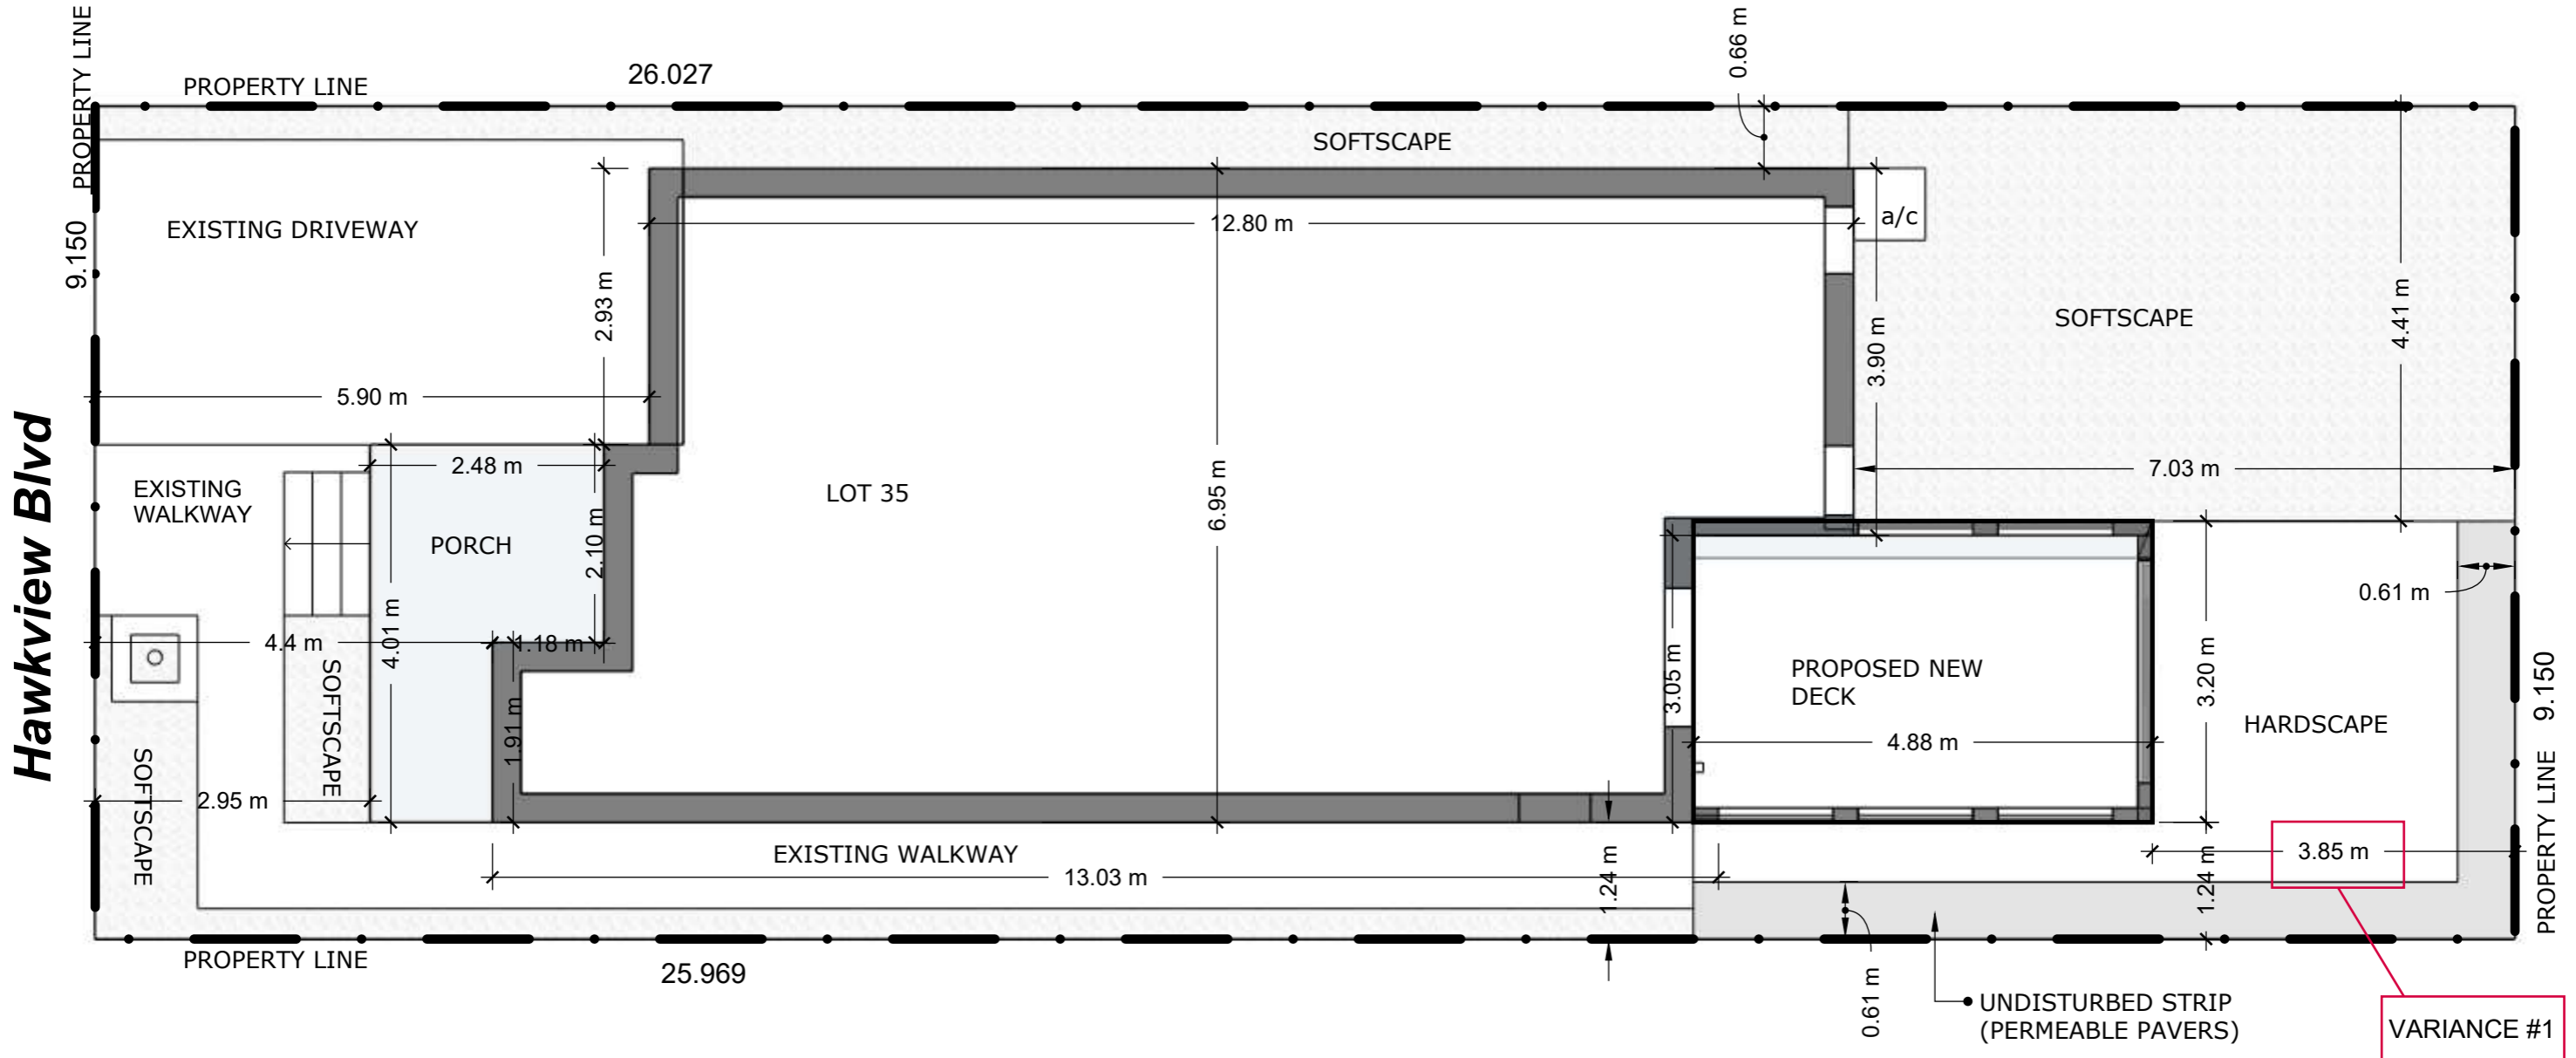 PROPERTY LINE
26.027
0.66 m
PROPERTY LINE
SOFTSCAPE
9.150
EXISTING DRIVEWAY
12.80 m
a/c
2.93 m
SOFTSCAPE
4.41 m
3.90 m
5.90 m
Hawkview Blvd
2.48 m
7.03 m
EXISTING
WALKWAY
LOT 35
6.95 m
PORCH
2.10 m
0.61 m
4.4 m
4.01 m
1.18 m
SOFTSCAPE
3.05 m
PROPOSED NEW
DECK
3.20 m
9.150
HARDSCAPE
1.91 m
4.88 m
SOFTSCAPE
2.95 m
EXISTING WALKWAY
3.85 m
13.03 m
1.24 m
1.24 m
PROPERTY LINE
PROPERTY LINE
25.969
0.61 m
UNDISTURBED STRIP
(PERMEABLE PAVERS)
VARIANCE #1